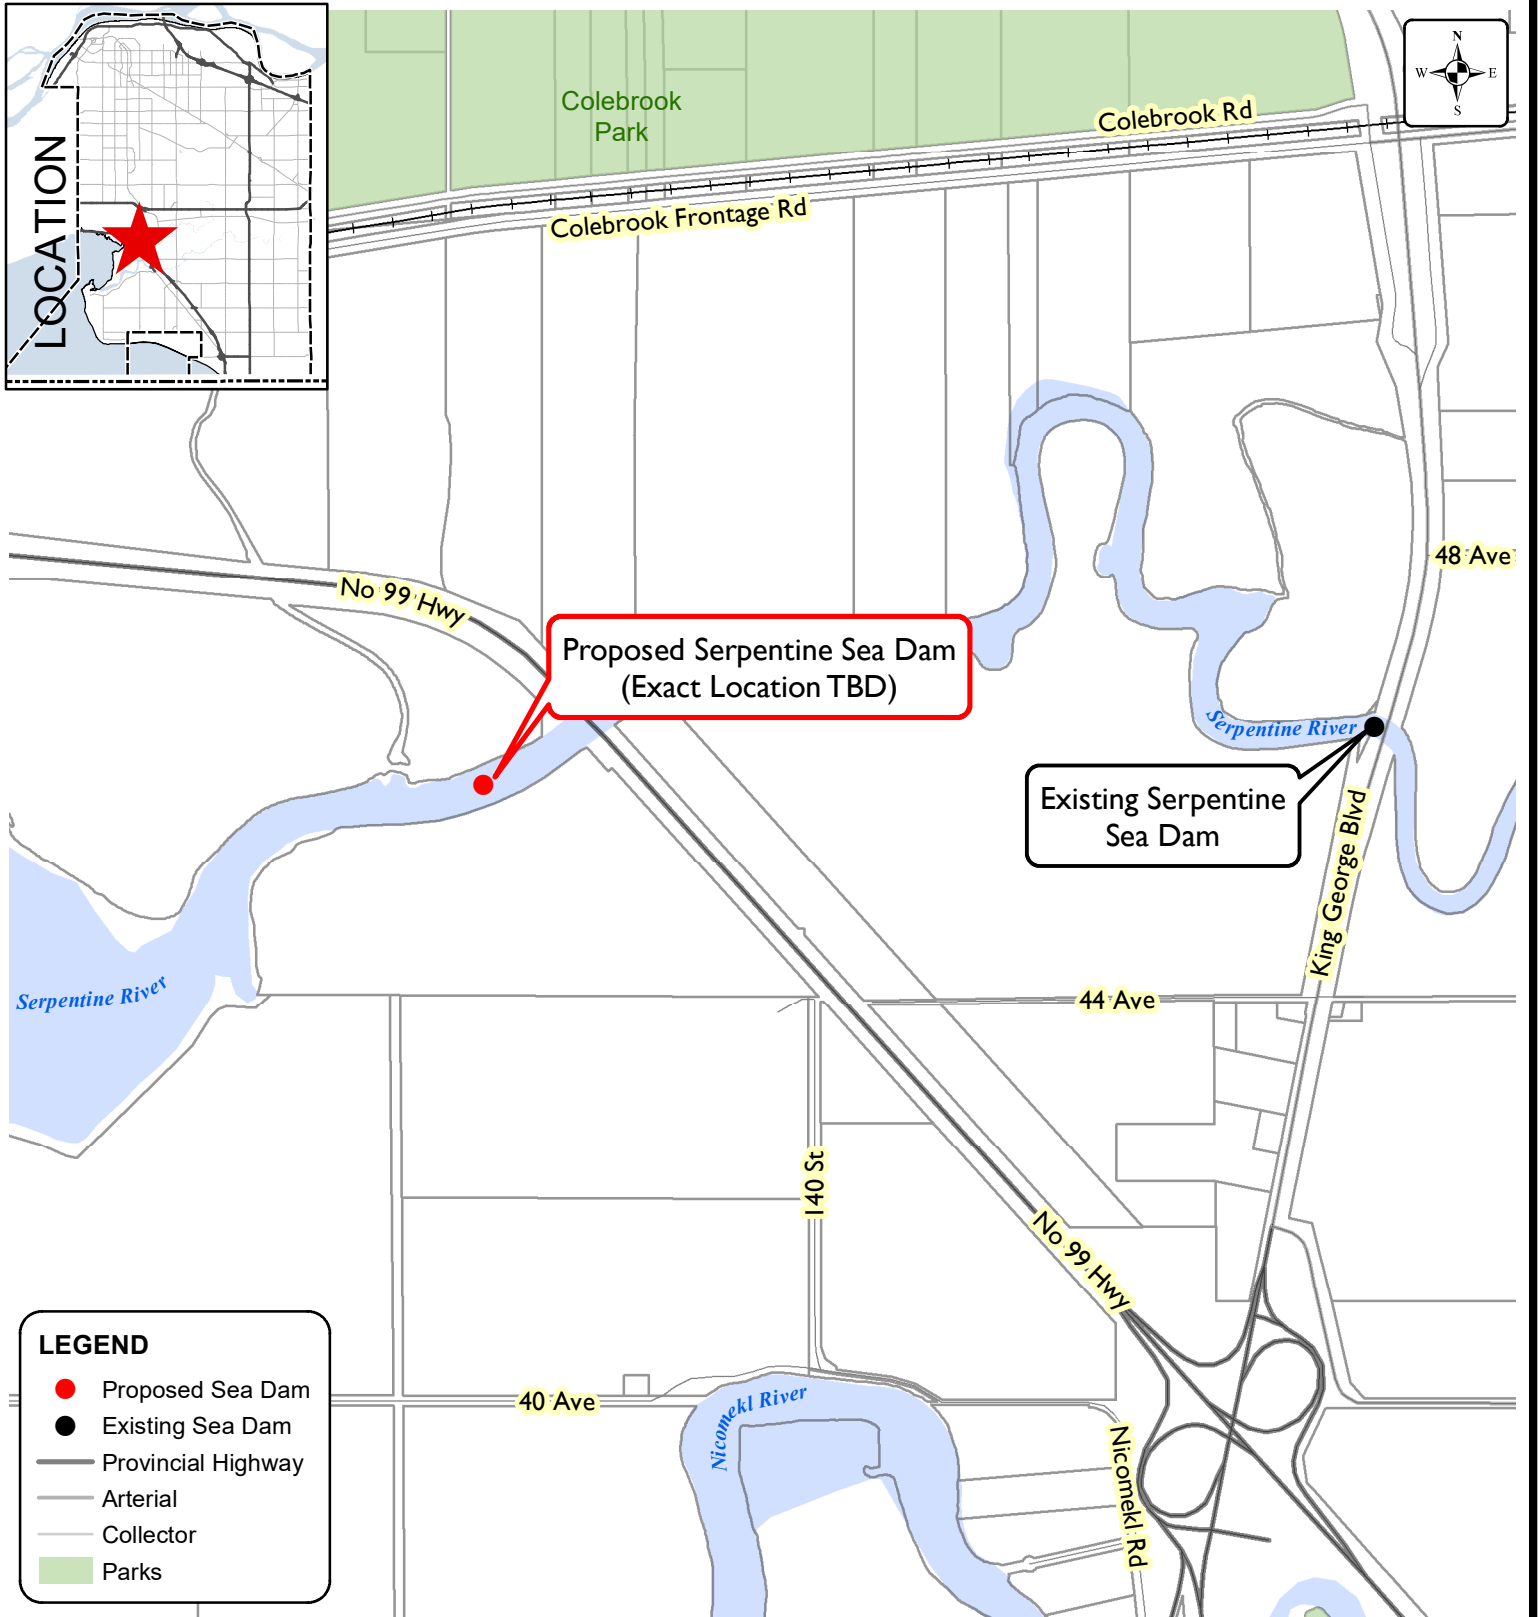 LOCATION
N
W
E
S
Colebrook
Park
Colebrook Rd
Colebrook Frontage Rd
48 Ave
No 99 Hwy
Proposed Serpentine Sea Dam
(Exact Location TBD)
Serpentine River
Existing Serpentine
Sea Dam
King George Blvd
Serpentine River
44 Ave
140 St
No 99 Hwy
LEGEND
Proposed Sea Dam
Existing Sea Dam
Provincial Highway
Arterial
Collector
Parks
40 Ave
Nicomekl River
Nicomekl Rd